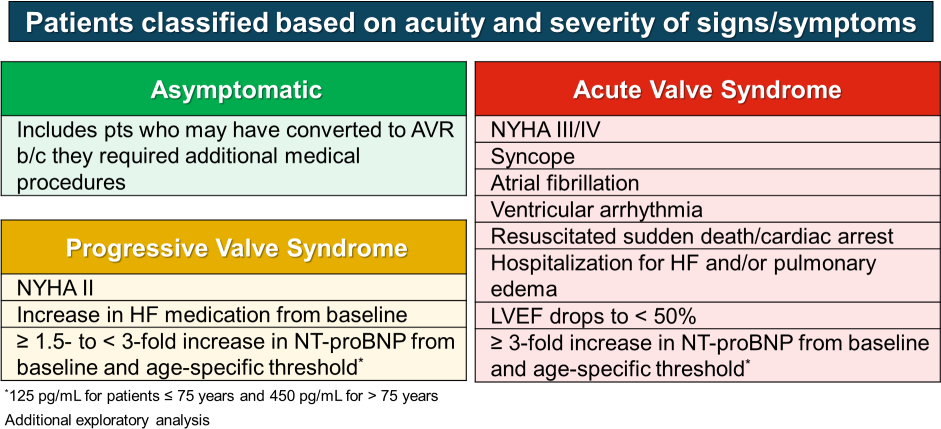 Patients classified based on acuity and severity of signs/symptoms
Asymptomatic
Includes pts who may have converted to AVR
b/c they required additional medical
procedures
Progressive Valve Syndrome
NYHA II
Increase in HF medication from baseline
≥ 1.5- to < 3-fold increase in NT-proBNP from
baseline and age-specific threshold*
Acute Valve Syndrome
NYHA III/IV
Syncope
Atrial fibrillation
Ventricular arrhythmia
Resuscitated sudden death/cardiac arrest
Hospitalization for HF and/or pulmonary
edema
LVEF drops to < 50%
≥ 3-fold increase in NT-proBNP from baseline
and age-specific threshold*
*125 pg/mL for patients ≤ 75 years and 450 pg/mL for > 75 years
Additional exploratory analysis